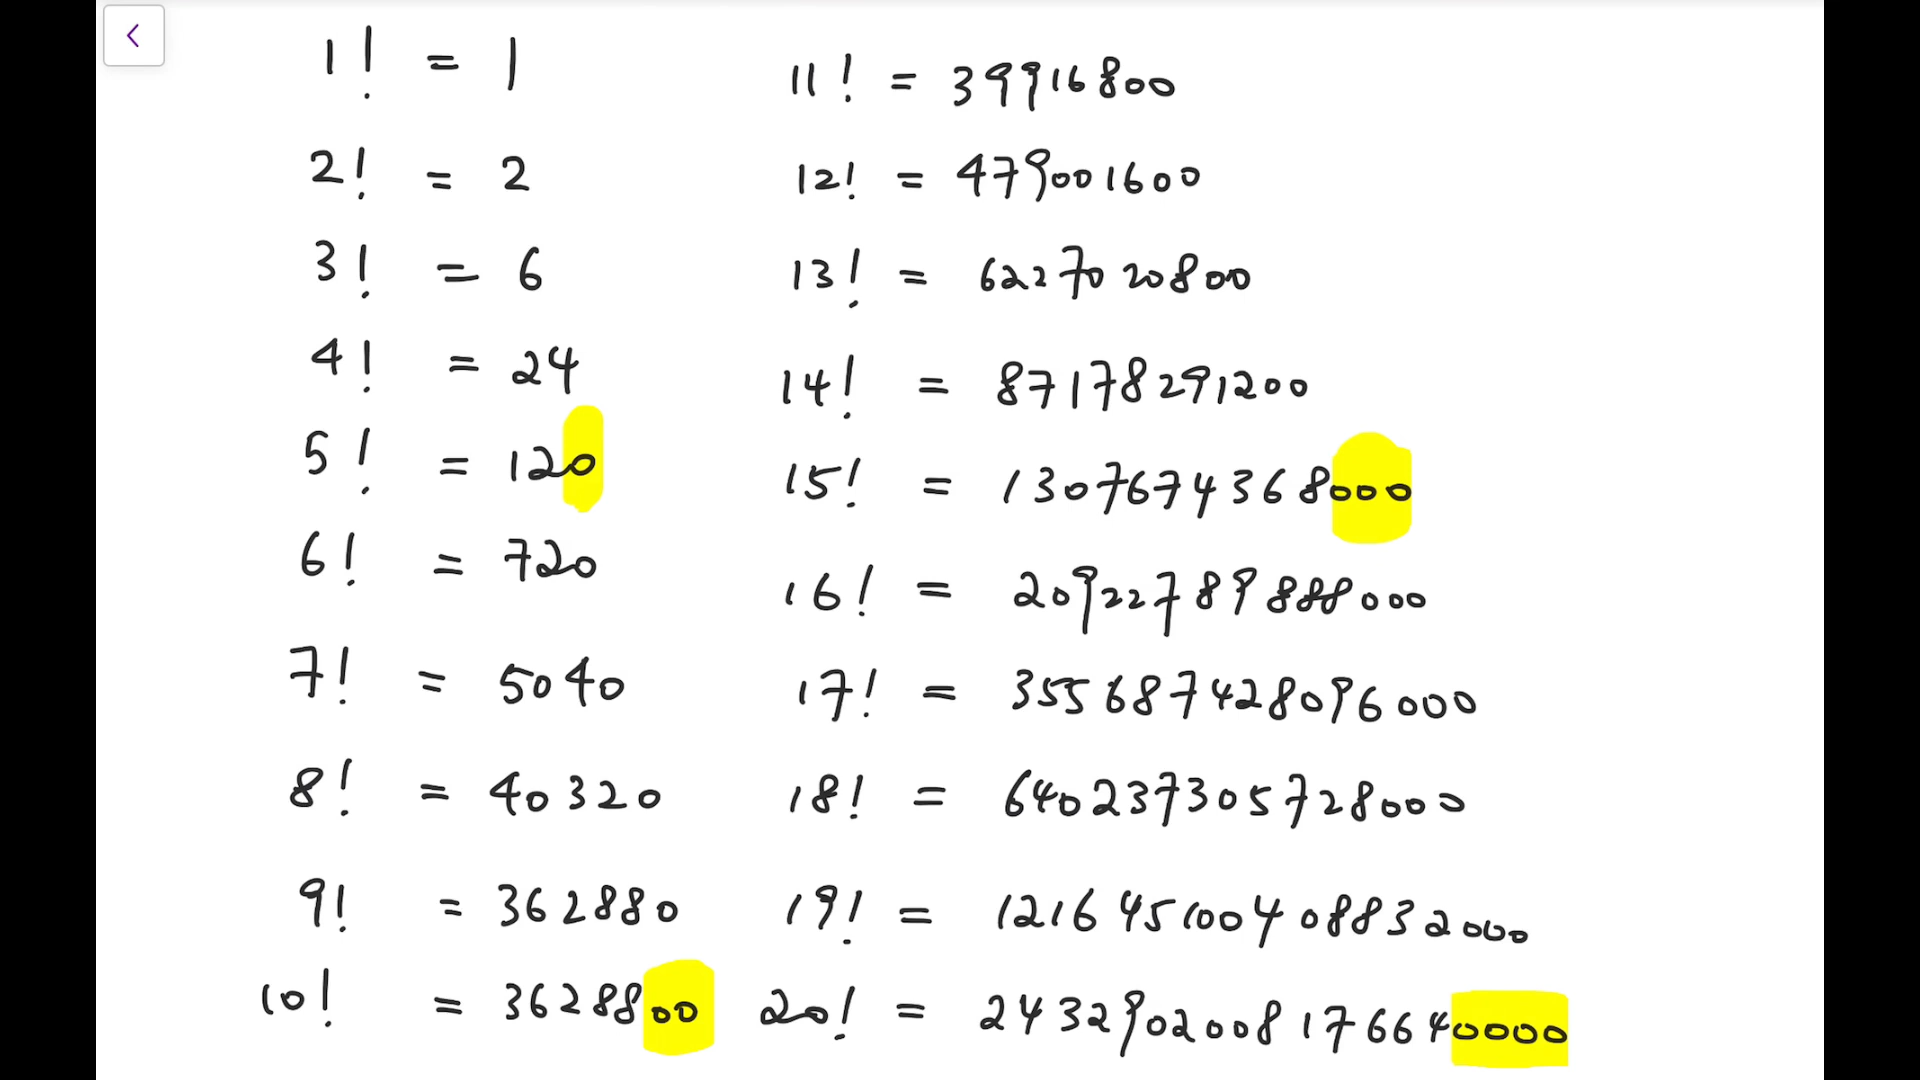 1! = 1
2! = 2
3! = 6
4! = 24
5! = 120
6! = 720
7! = 5040
8! = 40320
9! = 362880
10! = 3628800
11! = 39916800
12! = 479001600
13! = 6227020800
14! = 87178291200
15! = 1307674368000
16! = 20922789888000
17! = 355687428096000
18! = 6402373705728000
19! = 121645100408832000
20! = 2432902008176640000